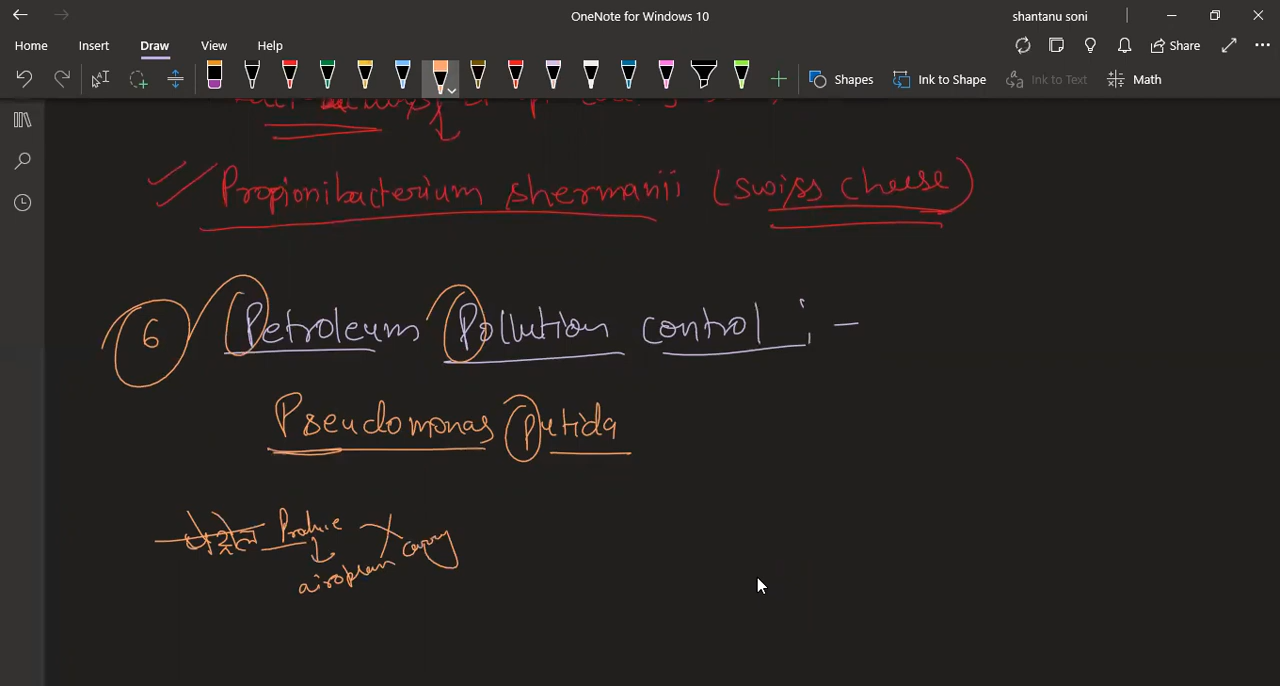 OneNote for Windows 10
shantanu soni
Home Insert Draw View Help
Share
Shapes
Ink to Shape
Ink to Text
Math
Propionibacterium shermanii (swiss cheese)
6 Petroleum Pollution control :-
Pseudomonas Putida
Produce